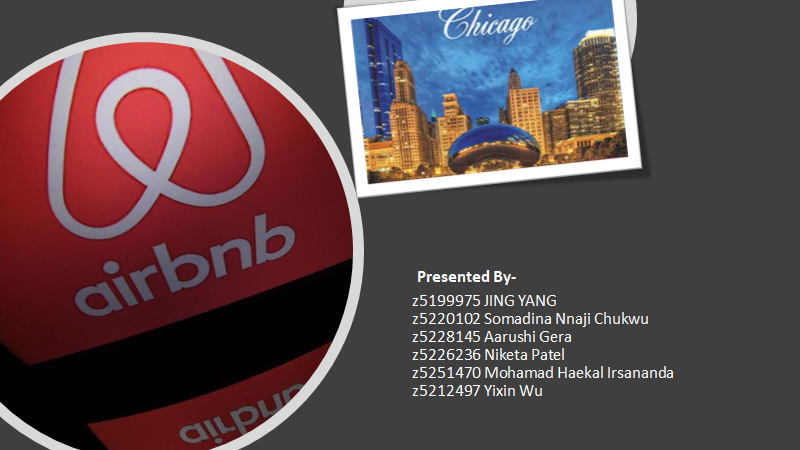 Chicago
airbnb
airbnb
Presented By-
z5199975 JING YANG
z5220102 Somadina Nnaji Chukwu
z5228145 Aarushi Gera
z5226236 Niketa Patel
z5251470 Mohamad Haekal Irsananda
z5212497 Yixin Wu